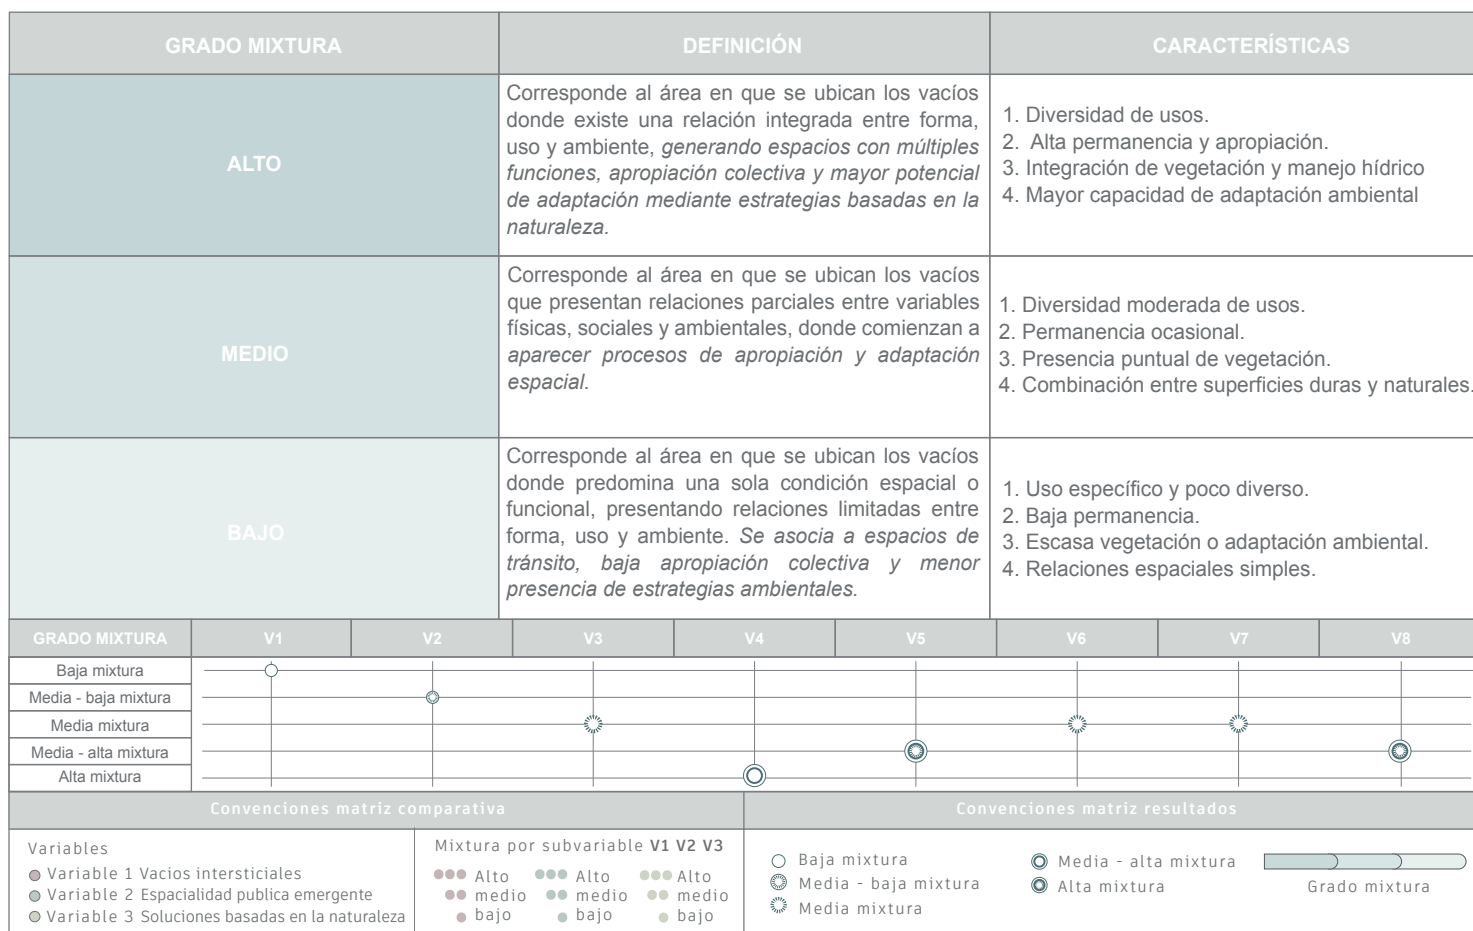 GRADO MIXTURA
DEFINICIÓN
CARACTERÍSTICAS
ALTO
Corresponde al área en que se ubican los vacíos
donde existe una relación integrada entre forma,
uso y ambiente, generando espacios con múltiples
funciones, apropiación colectiva y mayor potencial
de adaptación mediante estrategias basadas en la
naturaleza.
1. Diversidad de usos.
2. Alta permanencia y apropiación.
3. Integración de vegetación y manejo hídrico
4. Mayor capacidad de adaptación ambiental
MEDIO
Corresponde al área en que se ubican los vacíos
que presentan relaciones parciales entre variables
físicas, sociales y ambientales, donde comienzan a
aparecer procesos de apropiación y adaptación
espacial.
1. Diversidad moderada de usos.
2. Permanencia ocasional.
3. Presencia puntual de vegetación.
4. Combinación entre superficies duras y naturales.
BAJO
Corresponde al área en que se ubican los vacíos
donde predomina una sola condición espacial o
funcional, presentando relaciones limitadas entre
forma, uso y ambiente. Se asocia a espacios de
tránsito, baja apropiación colectiva y menor
presencia de estrategias ambientales.
1. Uso específico y poco diverso.
2. Baja permanencia.
3. Escasa vegetación o adaptación ambiental.
4. Relaciones espaciales simples.
GRADO MIXTURA V1 V2 V3 V4 V5 V6 V7 V8
Baja mixtura
Media - baja mixtura
Media mixtura
Media - alta mixtura
Alta mixtura
Convenciones matriz comparativa
Variables
Variable 1 Vacios intersticiales
Variable 2 Espacialidad publica emergente
Variable 3 Soluciones basadas en la naturaleza
Mixtura por subvariable V1 V2 V3
Alto Alto Alto
medio medio medio
bajo bajo bajo
Convenciones matriz resultados
Baja mixtura
Media - baja mixtura
Media mixtura
Media - alta mixtura
Alta mixtura
Grado mixtura